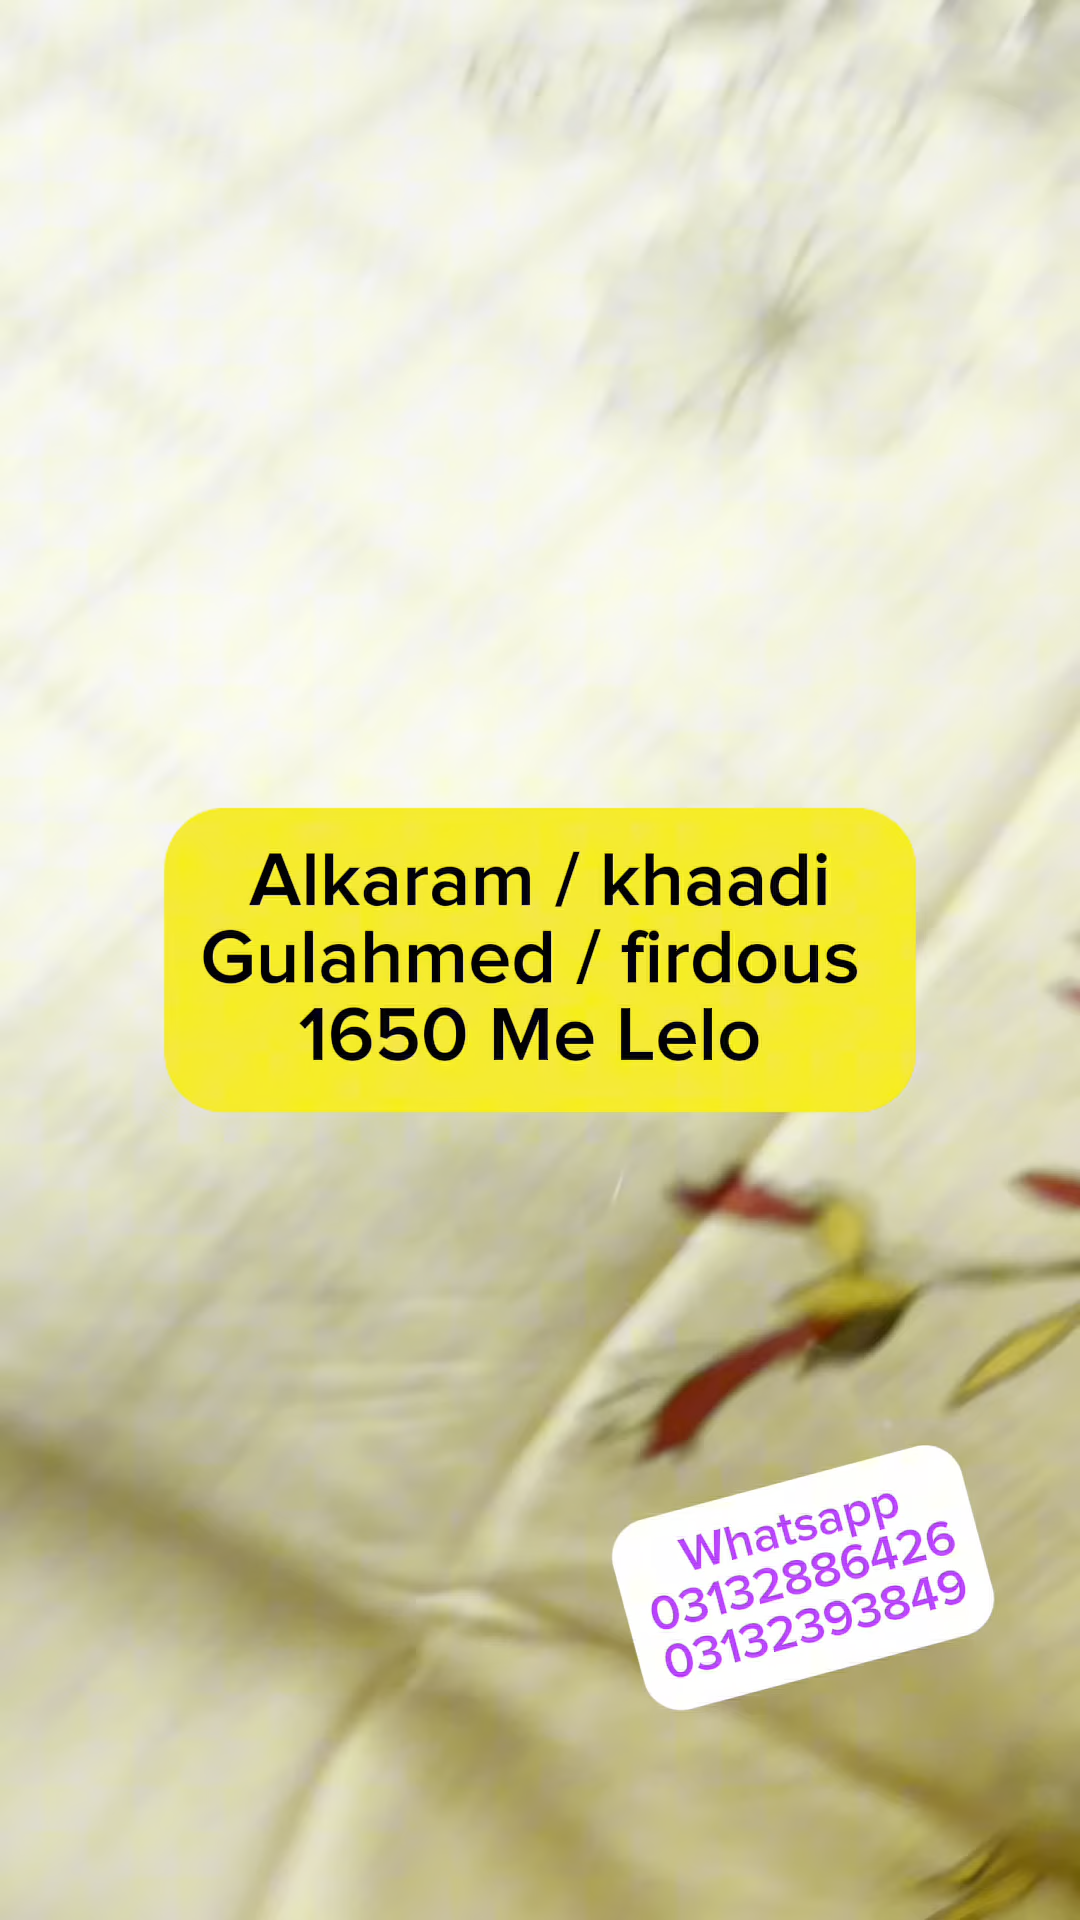 Alkaram / khaadi
Gulahmed / firdous
1650 Me Lelo
Whatsapp
03132886426
03132393849